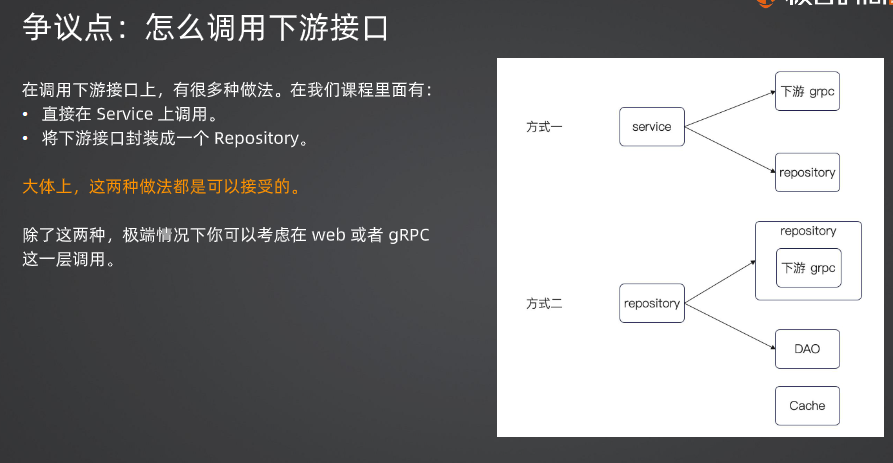 争议点：怎么调用下游接口
在调用下游接口上，有很多种做法。在我们课程里面有：
• 直接在 Service 上调用。
• 将下游接口封装成一个 Repository。
大体上，这两种做法都是可以接受的。
除了这两种，极端情况下你可以考虑在 web 或者 gRPC
这一层调用。
方式一
service
下游 grpc
repository
方式二
repository
repository
下游 grpc
DAO
Cache